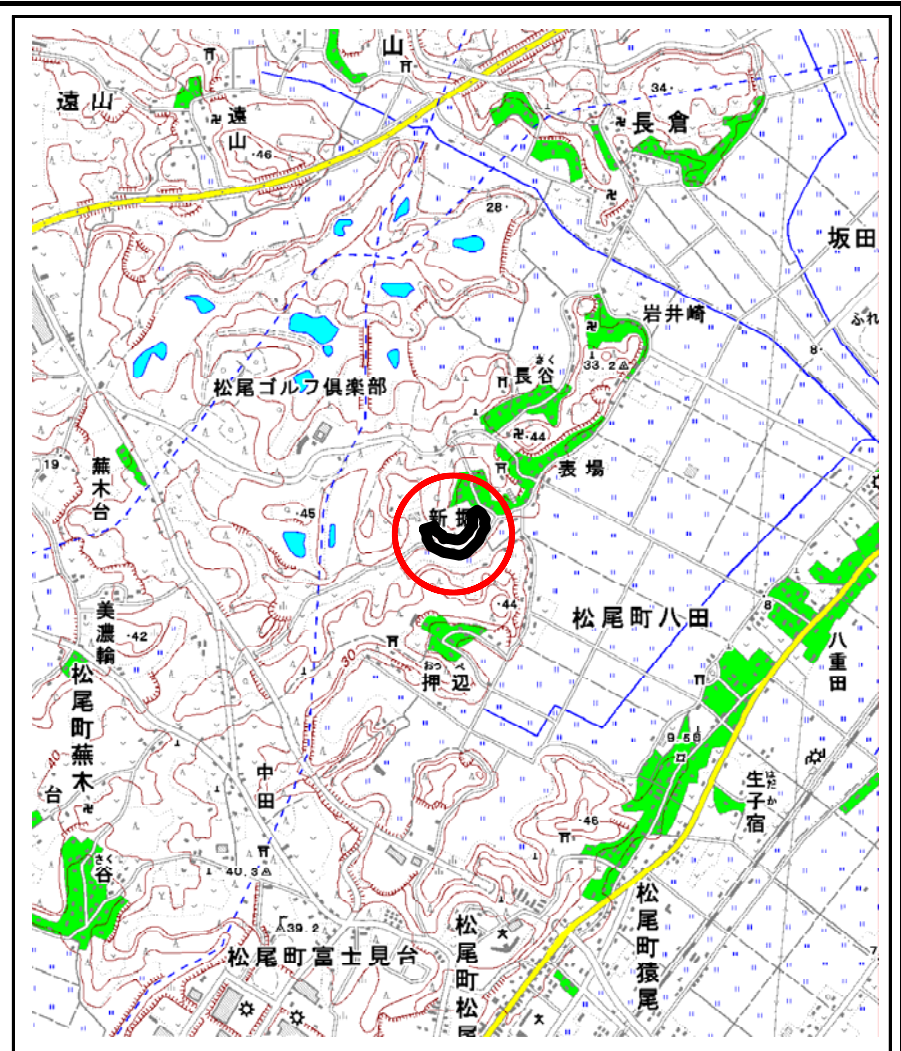 山
遠山
遠山
46
34
長倉
28
坂田
岩井崎
ふれ
8
さく
長谷
33.2
松尾ゴルフ倶楽部
44
表場
19
蕪木台
45
新
44
松尾町八田
8
美濃輪
42
30
おっぺ
押辺
八重田
松尾町蕪木
9.5
40
台
中田
はだか
生子宿
46
さく
谷
40.3
39.2
松尾町富士見台
松尾町松尾
松尾町猿尾
7